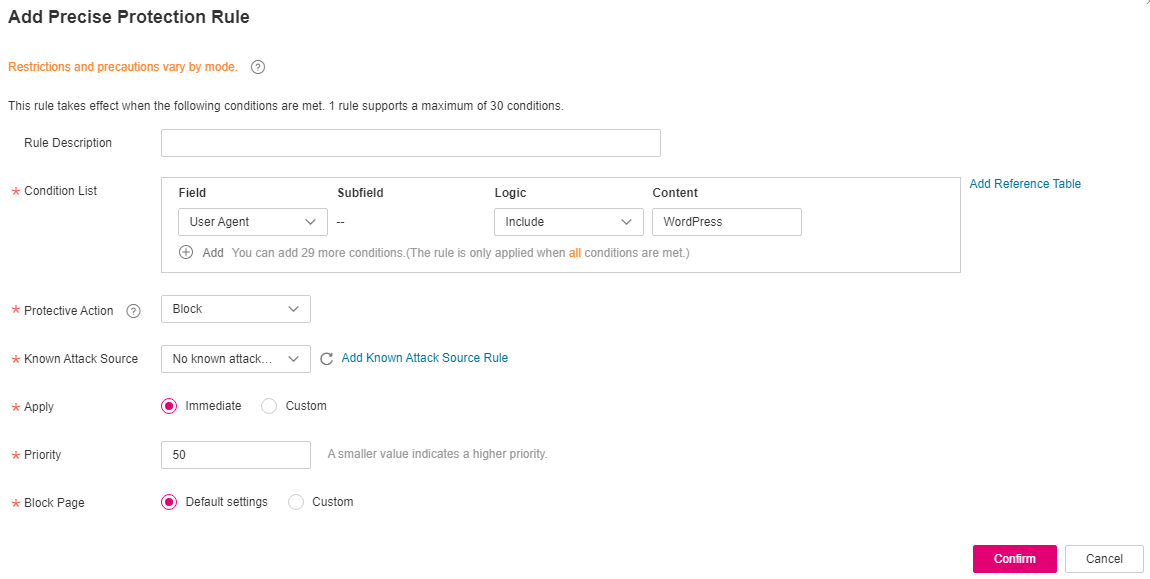 Add Precise Protection Rule
Restrictions and precautions vary by mode. ?
This rule takes effect when the following conditions are met. 1 rule supports a maximum of 30 conditions.
Rule Description
* Condition List
Field Subfield Logic Content
User Agent -- Include WordPress
Add You can add 29 more conditions.(The rule is only applied when all conditions are met.)
Add Reference Table
* Protective Action ? Block
* Known Attack Source No known attack... Add Known Attack Source Rule
* Apply Immediate Custom
* Priority 50 A smaller value indicates a higher priority.
* Block Page Default settings Custom
Confirm Cancel